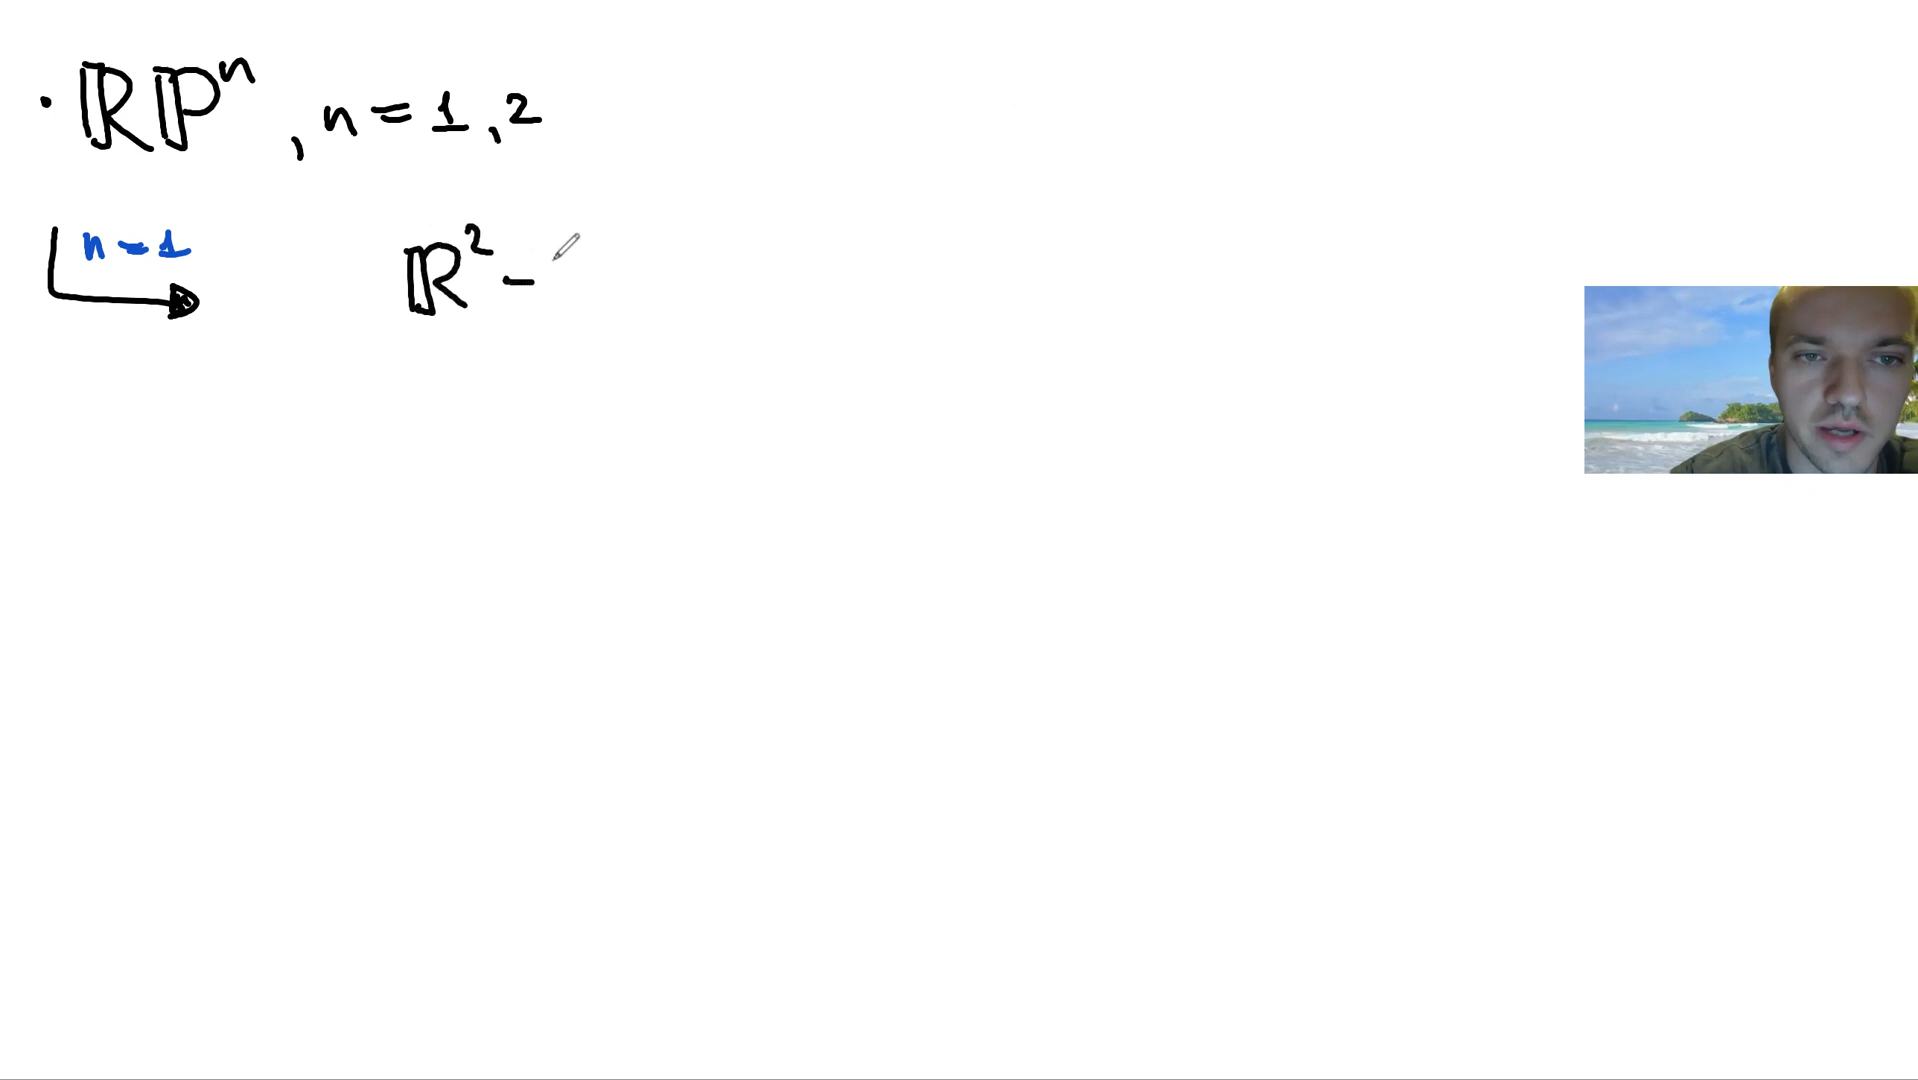 · ℝℙⁿ , n = 1 , 2
n = 1
ℝ² -